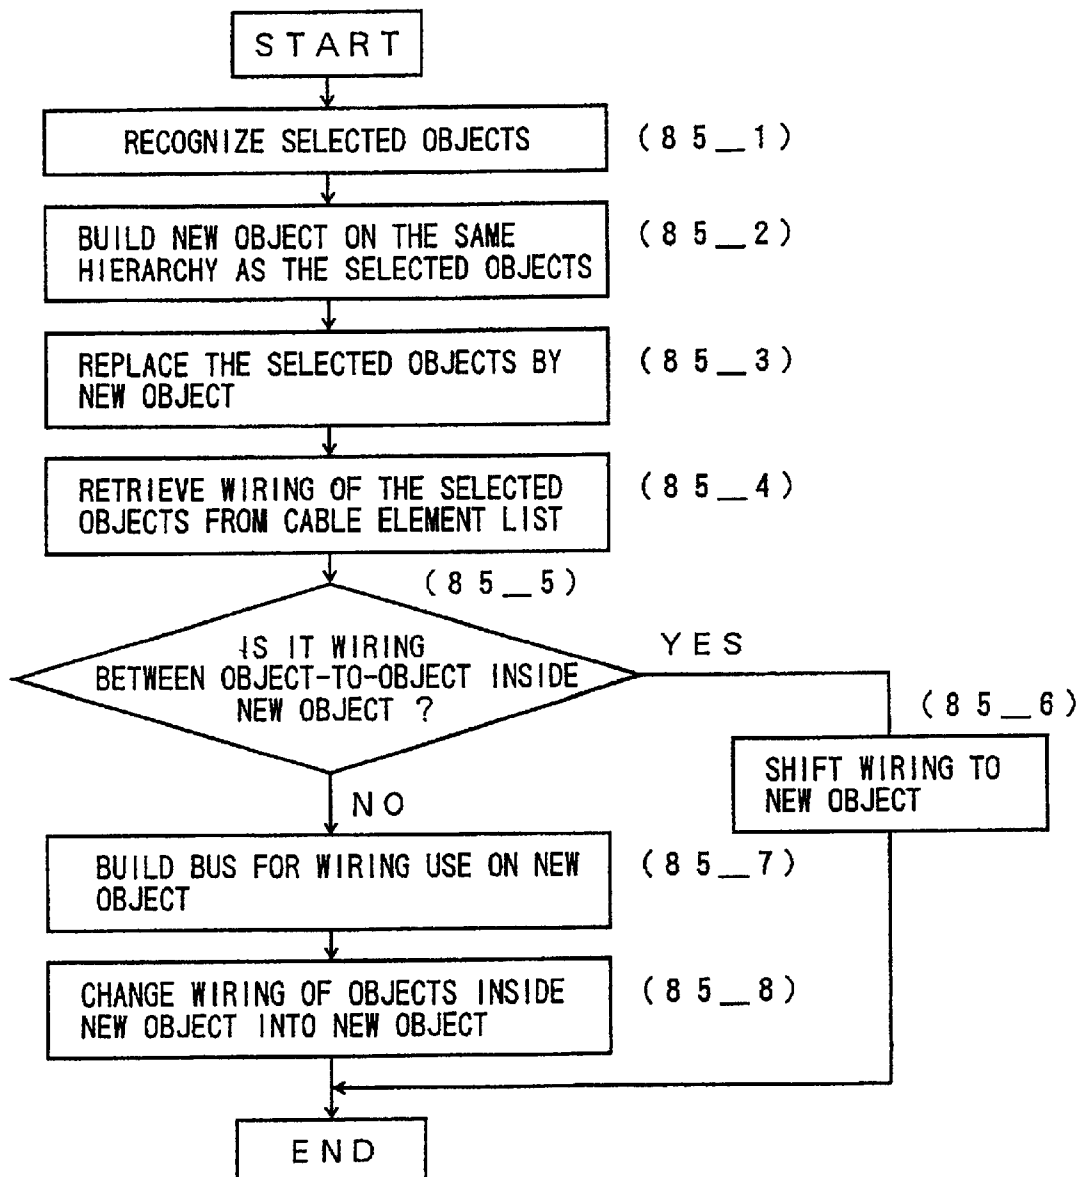 START
RECOGNIZE SELECTED OBJECTS
(85_1)
BUILD NEW OBJECT ON THE SAME
HIERARCHY AS THE SELECTED OBJECTS
(85_2)
REPLACE THE SELECTED OBJECTS BY
NEW OBJECT
(85_3)
RETRIEVE WIRING OF THE SELECTED
OBJECTS FROM CABLE ELEMENT LIST
(85_4)
(85_5)
IS IT WIRING
BETWEEN OBJECT-TO-OBJECT INSIDE
NEW OBJECT ?
YES
(85_6)
SHIFT WIRING TO
NEW OBJECT
NO
BUILD BUS FOR WIRING USE ON NEW
OBJECT
(85_7)
CHANGE WIRING OF OBJECTS INSIDE
NEW OBJECT INTO NEW OBJECT
(85_8)
END